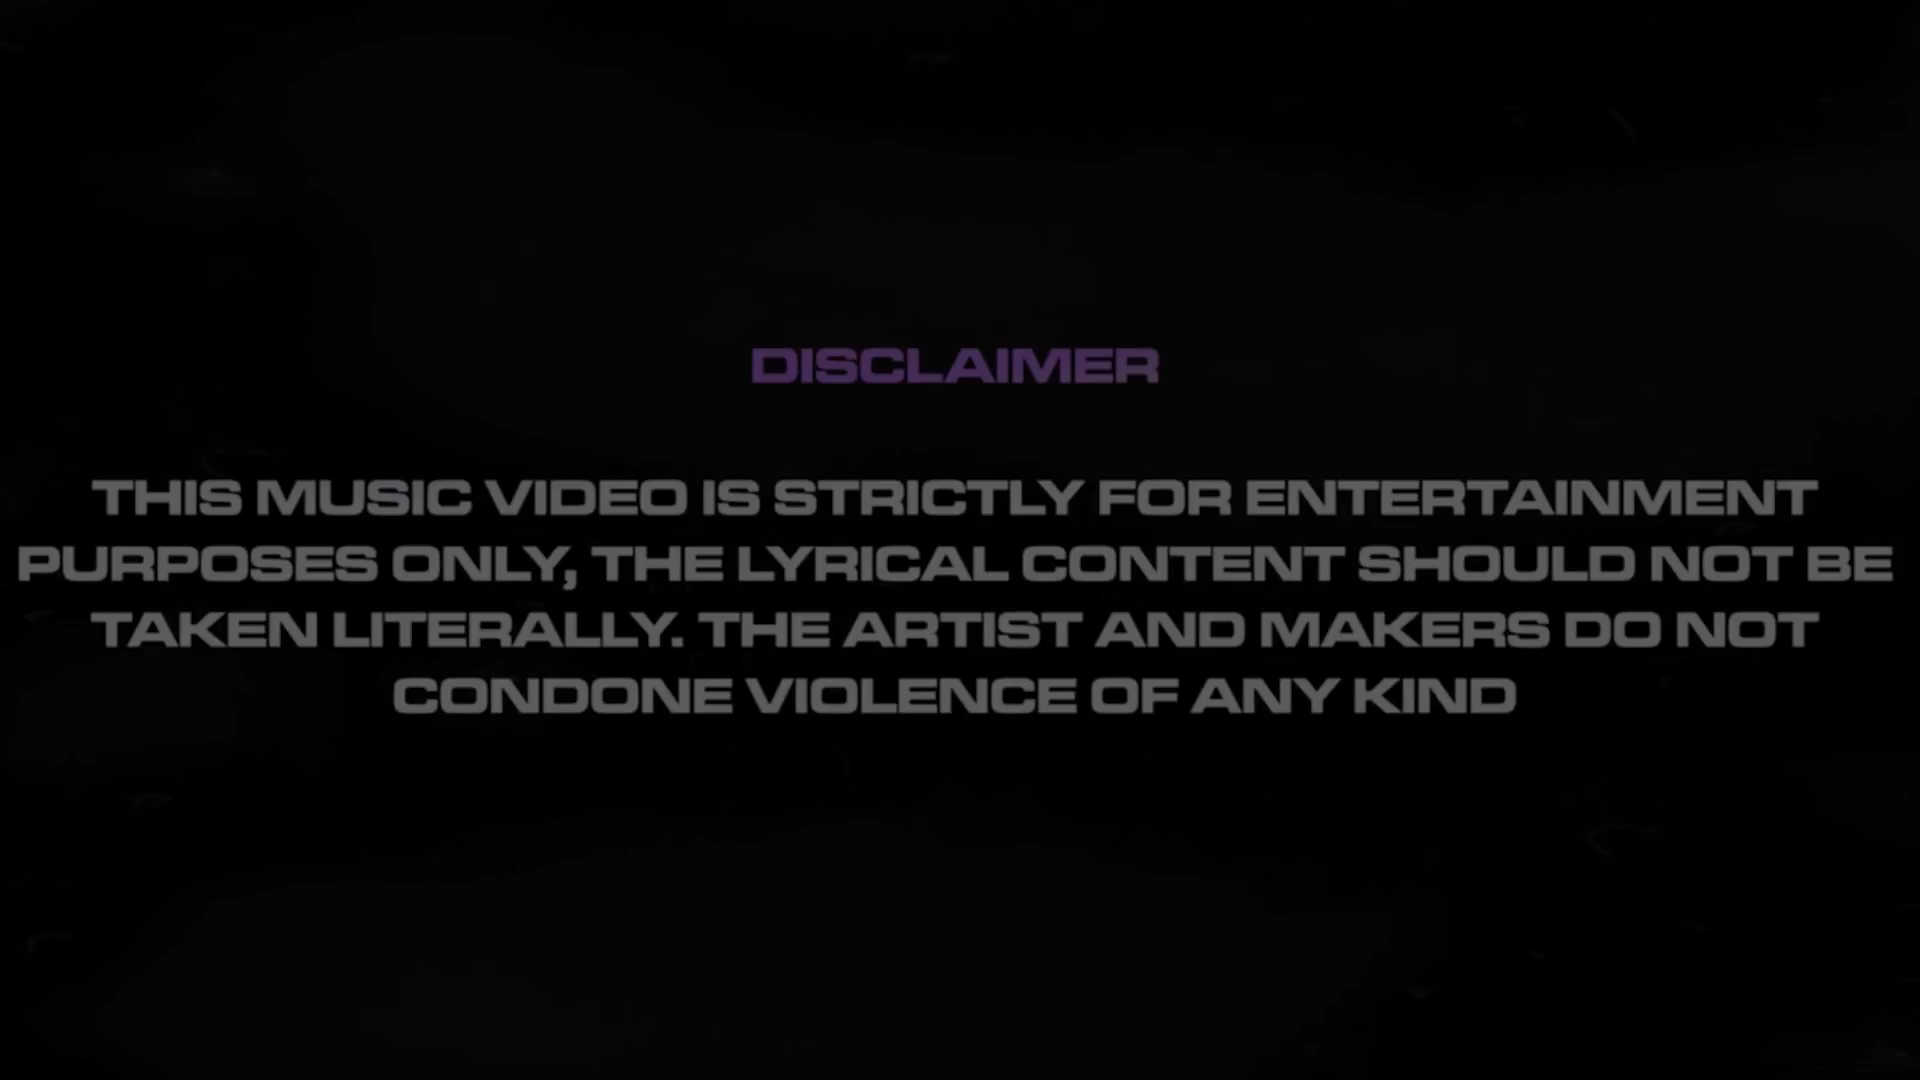 DISCLAIMER
THIS MUSIC VIDEO IS STRICTLY FOR ENTERTAINMENT
PURPOSES ONLY, THE LYRICAL CONTENT SHOULD NOT BE
TAKEN LITERALLY. THE ARTIST AND MAKERS DO NOT
CONDONE VIOLENCE OF ANY KIND